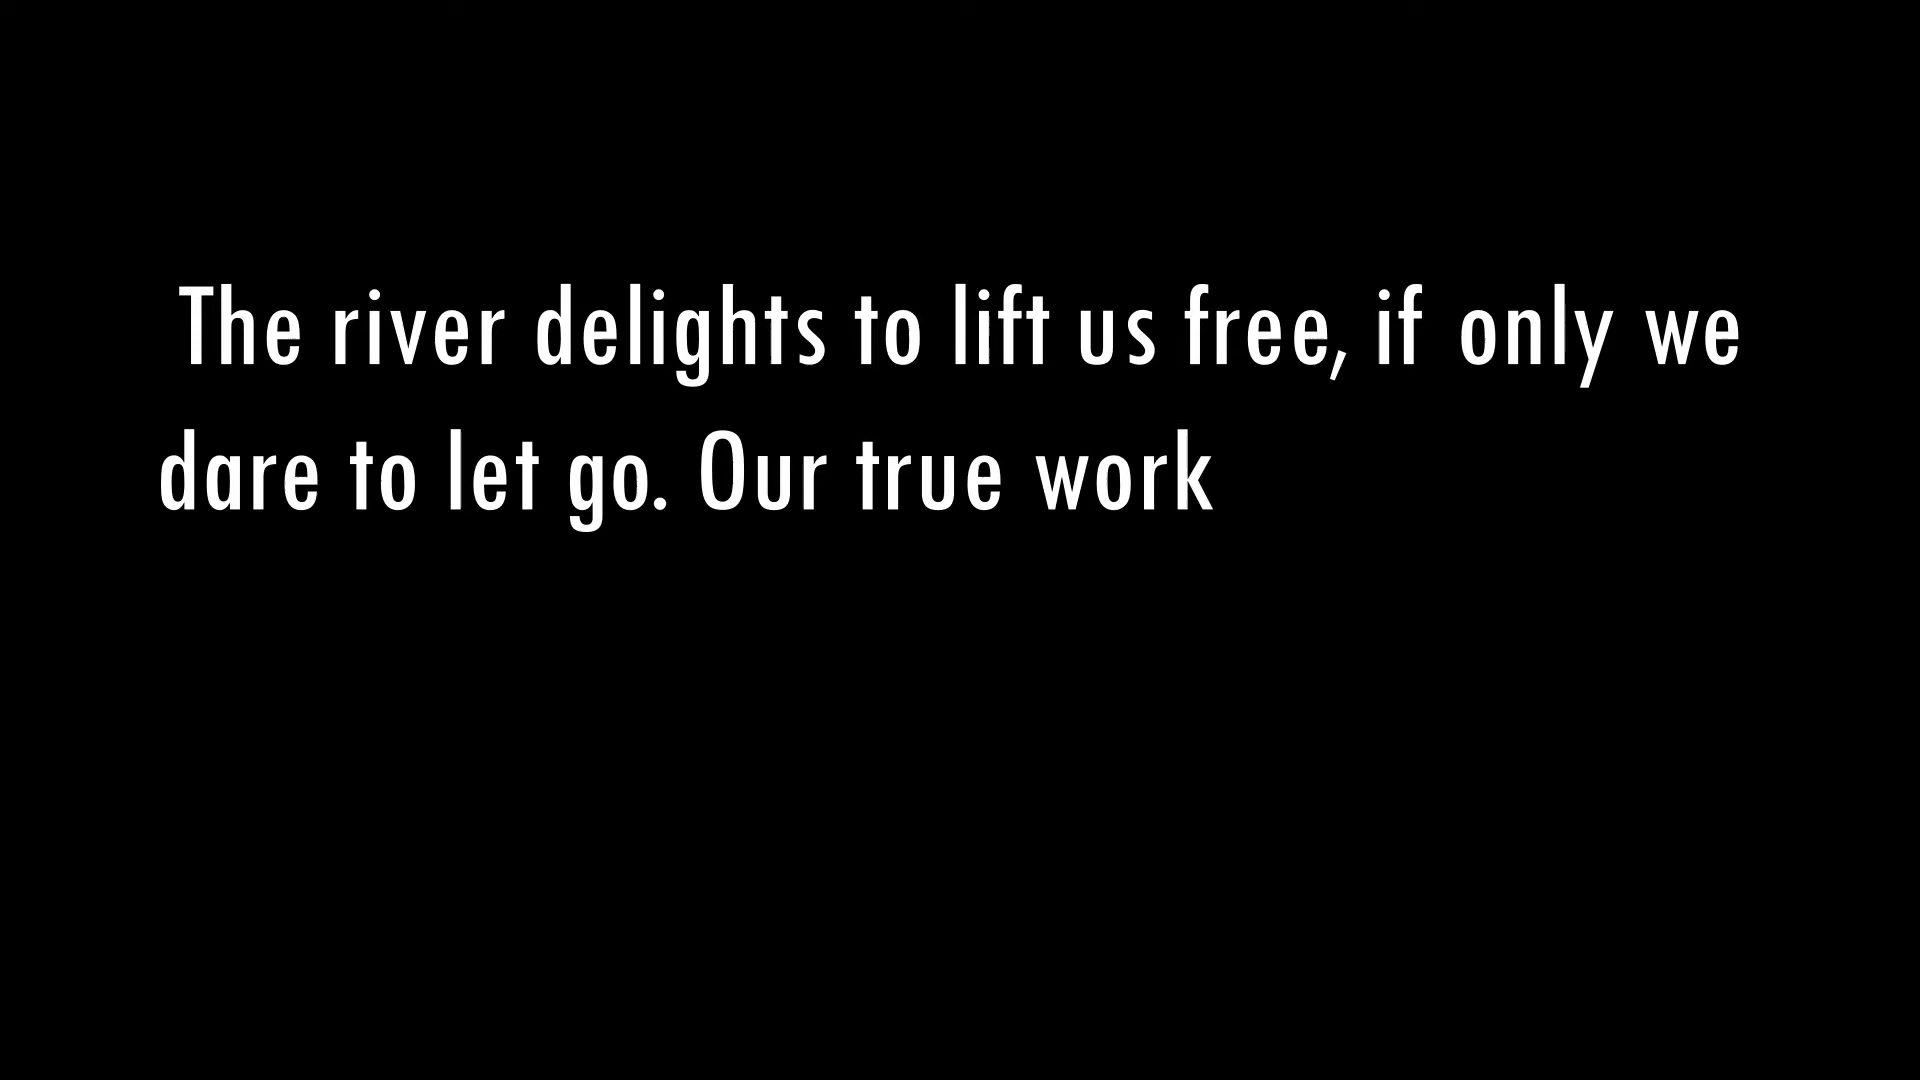 The river delights to lift us free, if only we
dare to let go. Our true work